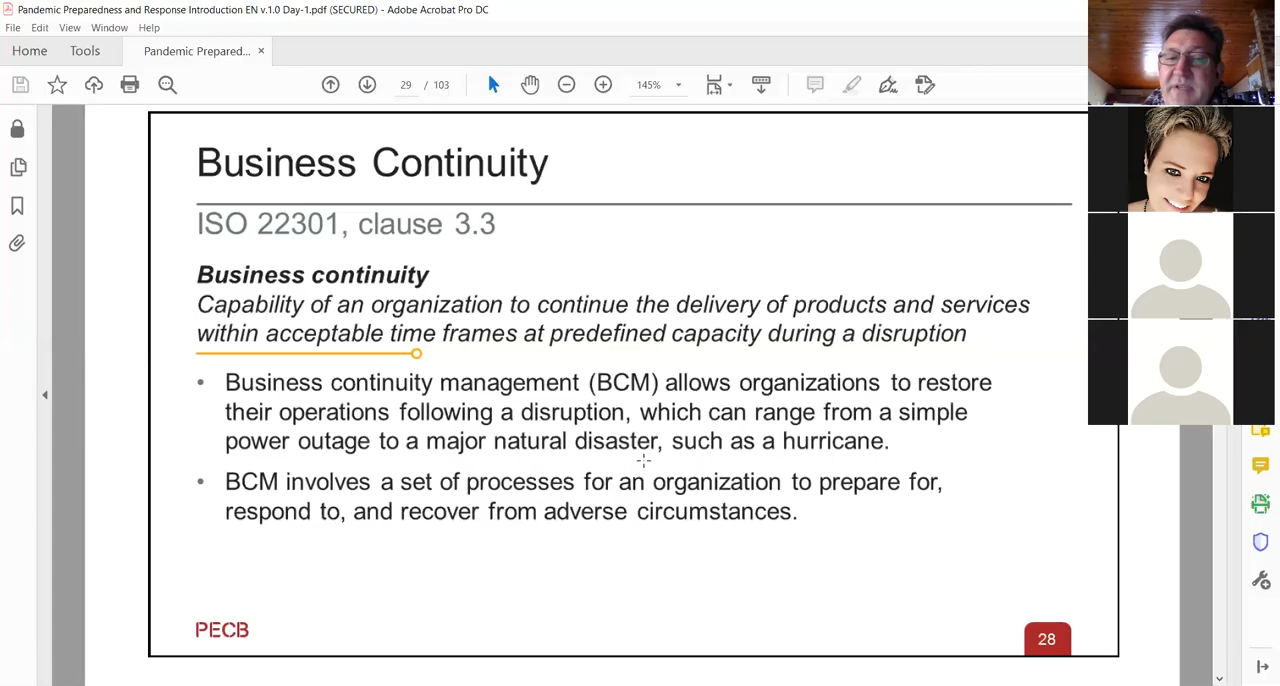 Pandemic Preparedness and Response Introduction EN v.1.0 Day-1.pdf (SECURED) - Adobe Acrobat Pro DC
File Edit View Window Help
Home Tools Pandemic Prepared... ×
29 / 103 145%
Business Continuity
ISO 22301, clause 3.3
Business continuity
Capability of an organization to continue the delivery of products and services
within acceptable time frames at predefined capacity during a disruption
• Business continuity management (BCM) allows organizations to restore
their operations following a disruption, which can range from a simple
power outage to a major natural disaster, such as a hurricane.
• BCM involves a set of processes for an organization to prepare for,
respond to, and recover from adverse circumstances.
PECB
28